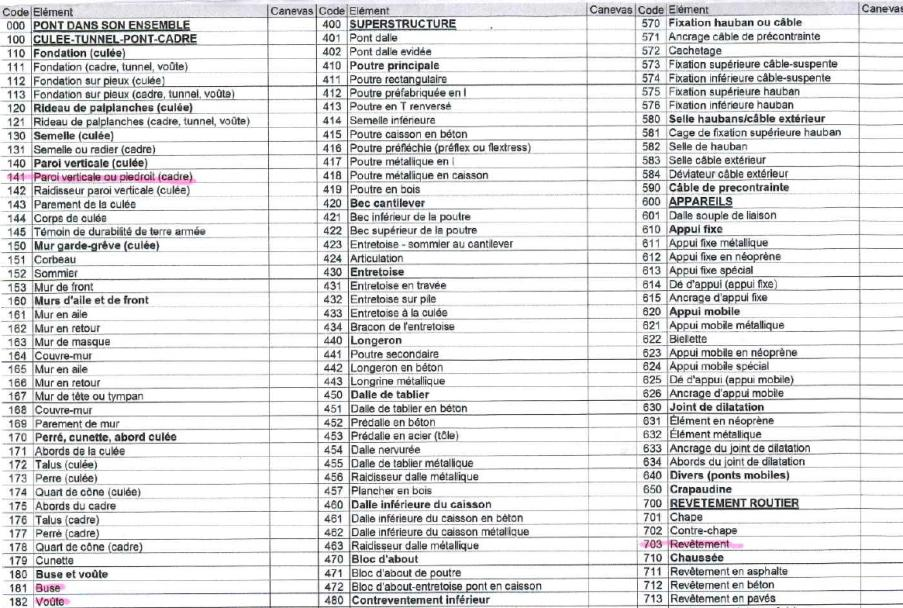 Code Elément Canevas
000 PONT DANS SON ENSEMBLE
100 CULEE-TUNNEL-PONT-CADRE
110 Fondation (culée)
111 Fondation (cadre, tunnel, voûte)
112 Fondation sur pieux (culée)
113 Fondation sur pieux (cadre, tunnel, voûte)
120 Rideau de palplanches (culée)
121 Rideau de palplanches (cadre, tunnel, voûte)
130 Semelle (culée)
131 Semelle ou radier (cadre)
140 Paroi verticale (culée)
141 Paroi verticale ou piedroit (cadre)
142 Raidisseur paroi verticale (culée)
143 Parement de la culée
144 Corps de culée
145 Témoin de durabilité de terre armée
150 Mur garde-grève (culée)
151 Corbeau
152 Sommier
153 Mur de front
160 Murs d'aile et de front
161 Mur en aile
162 Mur en retour
163 Mur de masque
164 Couvre-mur
165 Mur en aile
166 Mur en retour
167 Mur de tête ou tympan
168 Couvre-mur
169 Parement de mur
170 Perré, cunette, abord culée
171 Abords de la culée
172 Talus (culée)
173 Perre (culée)
174 Quart de cône (culée)
175 Abords du cadre
176 Talus (cadre)
177 Perré (cadre)
178 Quart de cône (cadre)
179 Cunette
180 Buse et voûte
181 Buse
182 Voûte
Code Elément Canevas
400 SUPERSTRUCTURE
401 Pont dalle
402 Pont dalle evidée
410 Poutre principale
411 Poutre rectangulaire
412 Poutre préfabriquée en I
413 Poutre en T renversé
414 Semelle inférieure
415 Poutre caisson en béton
416 Poutre préfléchie (préflex ou flextress)
417 Poutre métallique en I
418 Poutre métallique en caisson
419 Poutre en bois
420 Bec cantilever
421 Bec inférieur de la poutre
422 Bec supérieur de la poutre
423 Entretoise - sommier au cantilever
424 Articulation
430 Entretoise
431 Entretoise en travée
432 Entretoise sur pile
433 Entretoise à la culée
434 Bracon de l'entretoise
440 Longeron
441 Poutre secondaire
442 Longeron en béton
443 Longrine métallique
450 Dalle de tablier
451 Dalle de tablier en béton
452 Prédalle en béton
453 Prédalle en acier (tôle)
454 Dalle nervurée
455 Dalle de tablier métallique
456 Raidisseur dalle métallique
457 Plancher en bois
460 Dalle inférieure du caisson
461 Dalle inférieure du caisson en béton
462 Dalle inférieure du caisson métallique
463 Raidisseur dalle métallique
470 Bloc d'about
471 Bloc d'about de poutre
472 Bloc d'about-entretoise pont en caisson
480 Contreventement inférieur
Code Elément Canevas
570 Fixation hauban ou câble
571 Ancrage câble de précontrainte
572 Cachetage
573 Fixation supérieure câble-suspente
574 Fixation inférieure câble-suspente
575 Fixation supérieure hauban
576 Fixation inférieure hauban
580 Selle haubans/câble extérieur
581 Cage de fixation supérieure hauban
582 Selle de hauban
583 Selle câble extérieur
584 Déviateur câble extérieur
590 Câble de precontrainte
600 APPAREILS
601 Dalle souple de liaison
610 Appui fixe
611 Appui fixe métallique
612 Appui fixe en néoprène
613 Appui fixe spécial
614 Dé d'appui (appui fixe)
615 Ancrage d'appui fixe
620 Appui mobile
621 Appui mobile métallique
622 Biellette
623 Appui mobile en néoprène
624 Appui mobile spécial
625 Dé d'appui (appui mobile)
626 Ancrage d'appui mobile
630 Joint de dilatation
631 Élément en néoprène
632 Élément métallique
633 Ancrage du joint de dilatation
634 Abords du joint de dilatation
640 Divers (ponts mobiles)
650 Crapaudine
700 REVETEMENT ROUTIER
701 Chape
702 Contre-chape
703 Revêtement
710 Chaussée
711 Revêtement en asphalte
712 Revêtement en béton
713 Revêtement en pavés